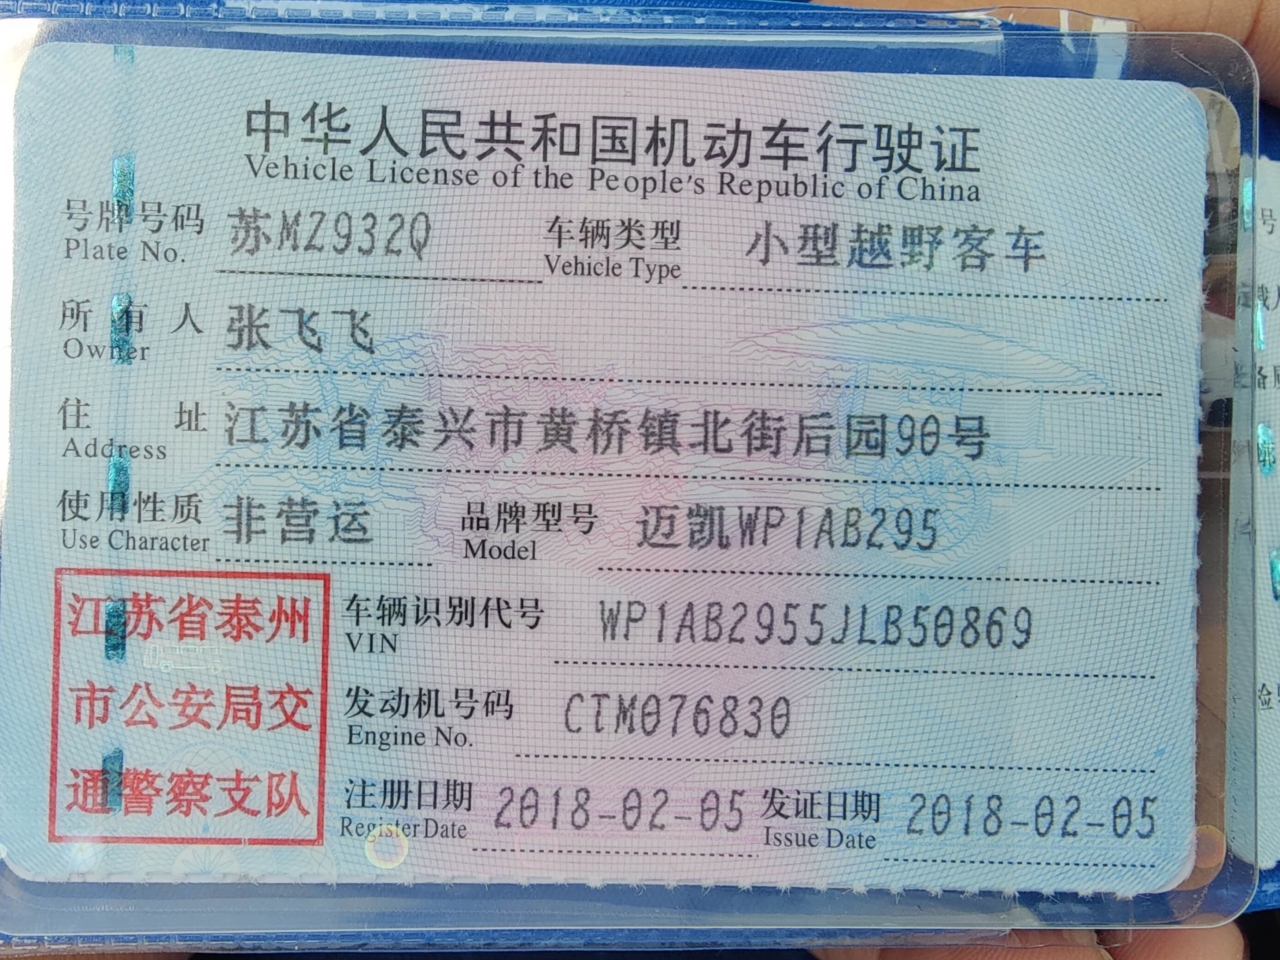 中华人民共和国机动车行驶证
Vehicle License of the People's Republic of China
号牌号码 苏MZ932Q 车辆类型 小型越野客车
Plate No. Vehicle Type
所有人 张飞飞
Owner
住址 江苏省泰兴市黄桥镇北街后园90号
Address
使用性质 非营运 品牌型号 迈凯WP1AB295
Use Character Model
江苏省泰州
市公安局交
通警察支队
车辆识别代号 WP1AB2955JLB50869
VIN
发动机号码 CTM076830
Engine No.
注册日期 2018-02-05 发证日期 2018-02-05
Register Date Issue Date
号
检